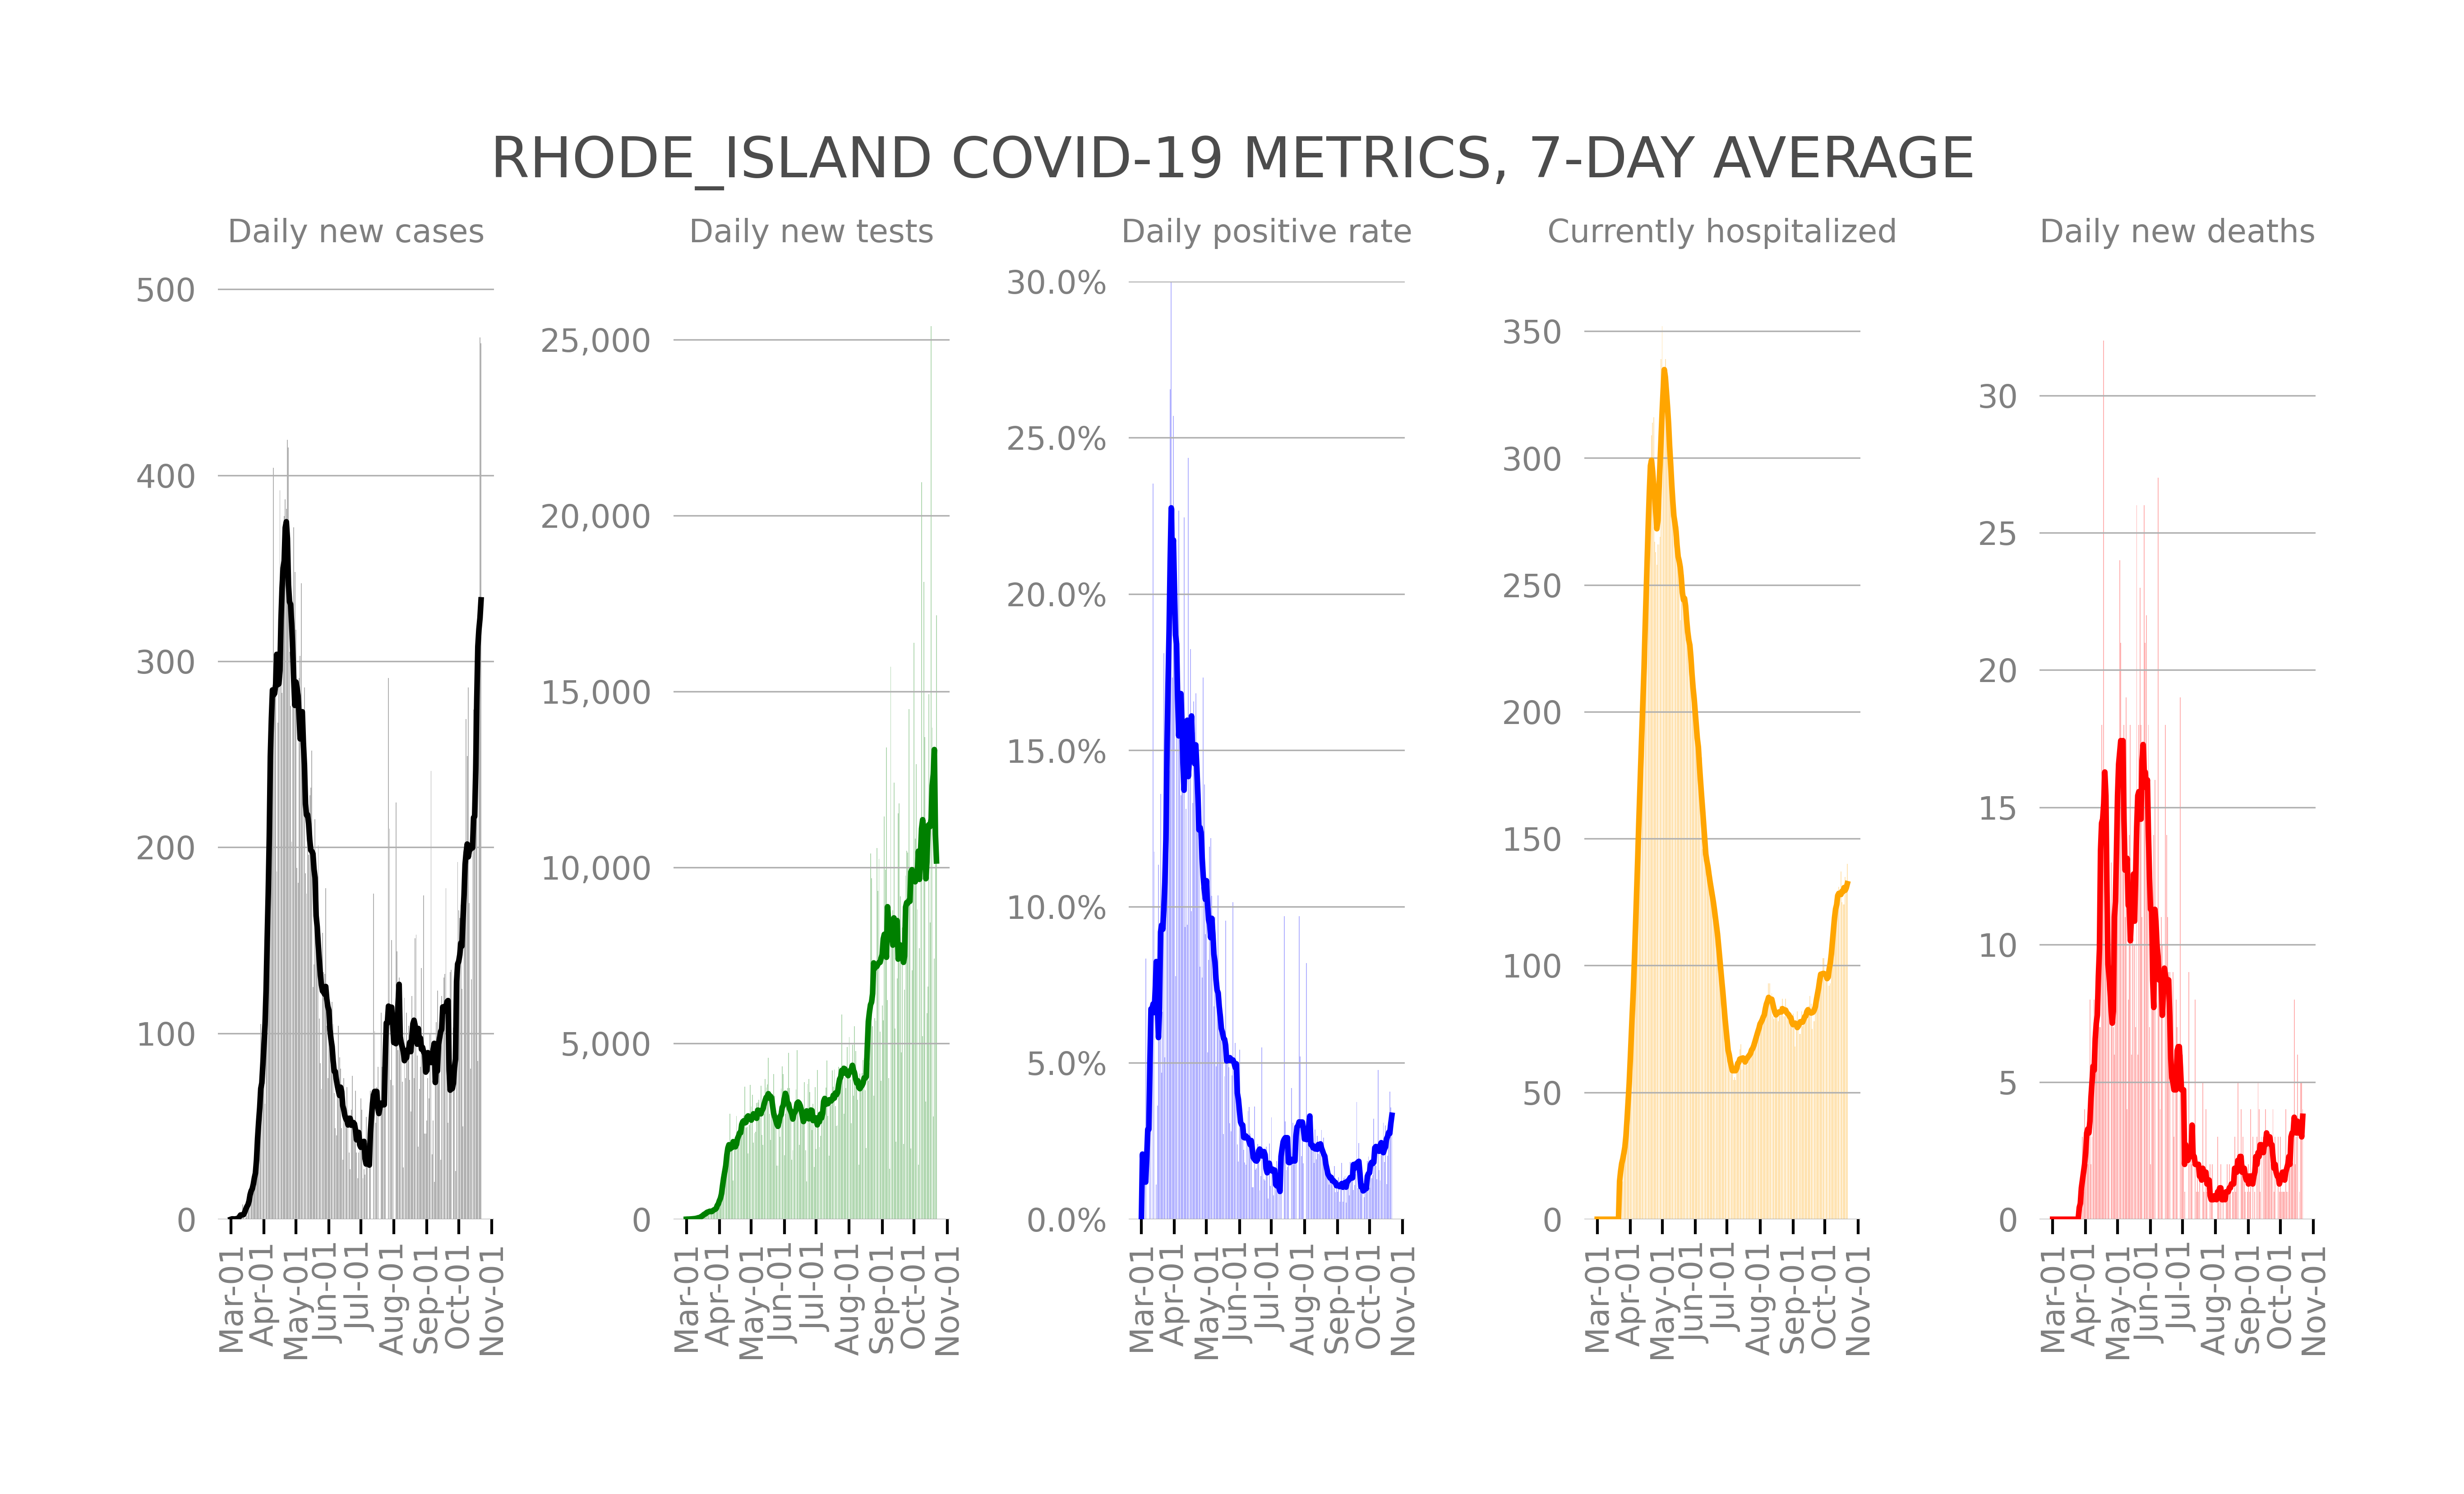 RHODE_ISLAND COVID-19 METRICS, 7-DAY AVERAGE
Daily new cases
500
400
300
200
100
0
Mar-01
Apr-01
May-01
Jun-01
Jul-01
Aug-01
Sep-01
Oct-01
Nov-01
Daily new tests
25,000
20,000
15,000
10,000
5,000
0
Mar-01
Apr-01
May-01
Jun-01
Jul-01
Aug-01
Sep-01
Oct-01
Nov-01
Daily positive rate
30.0%
25.0%
20.0%
15.0%
10.0%
5.0%
0.0%
Mar-01
Apr-01
May-01
Jun-01
Jul-01
Aug-01
Sep-01
Oct-01
Nov-01
Currently hospitalized
350
300
250
200
150
100
50
0
Mar-01
Apr-01
May-01
Jun-01
Jul-01
Aug-01
Sep-01
Oct-01
Nov-01
Daily new deaths
30
25
20
15
10
5
0
Mar-01
Apr-01
May-01
Jun-01
Jul-01
Aug-01
Sep-01
Oct-01
Nov-01